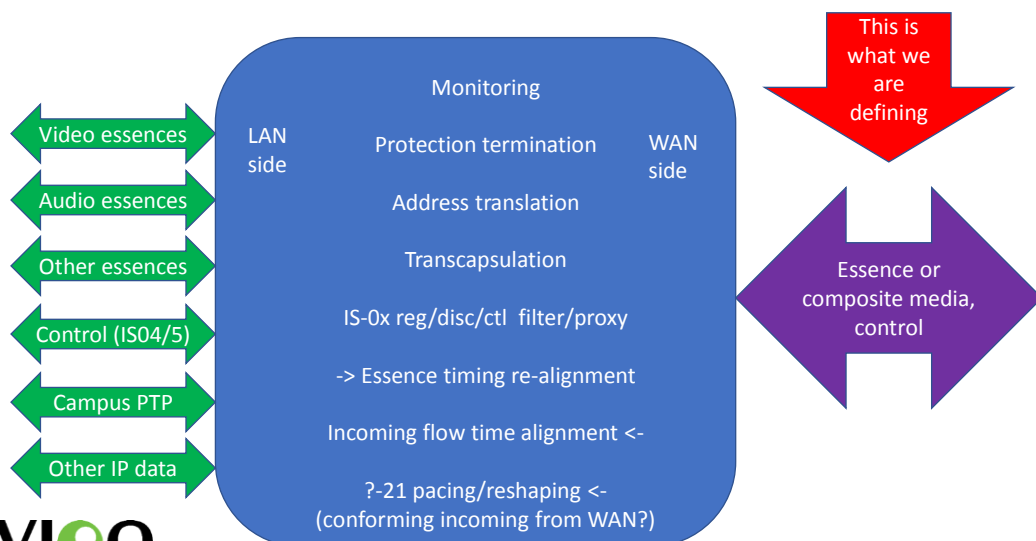 This is
what we
are
defining
Monitoring
Video essences
LAN
side
Protection termination
WAN
side
Audio essences
Address translation
Other essences
Transcapsulation
Essence or
composite media,
control
Control (IS04/5)
IS-0x reg/disc/ctl filter/proxy
-> Essence timing re-alignment
Campus PTP
Incoming flow time alignment <-
Other IP data
?-21 pacing/reshaping <-
(conforming incoming from WAN?)